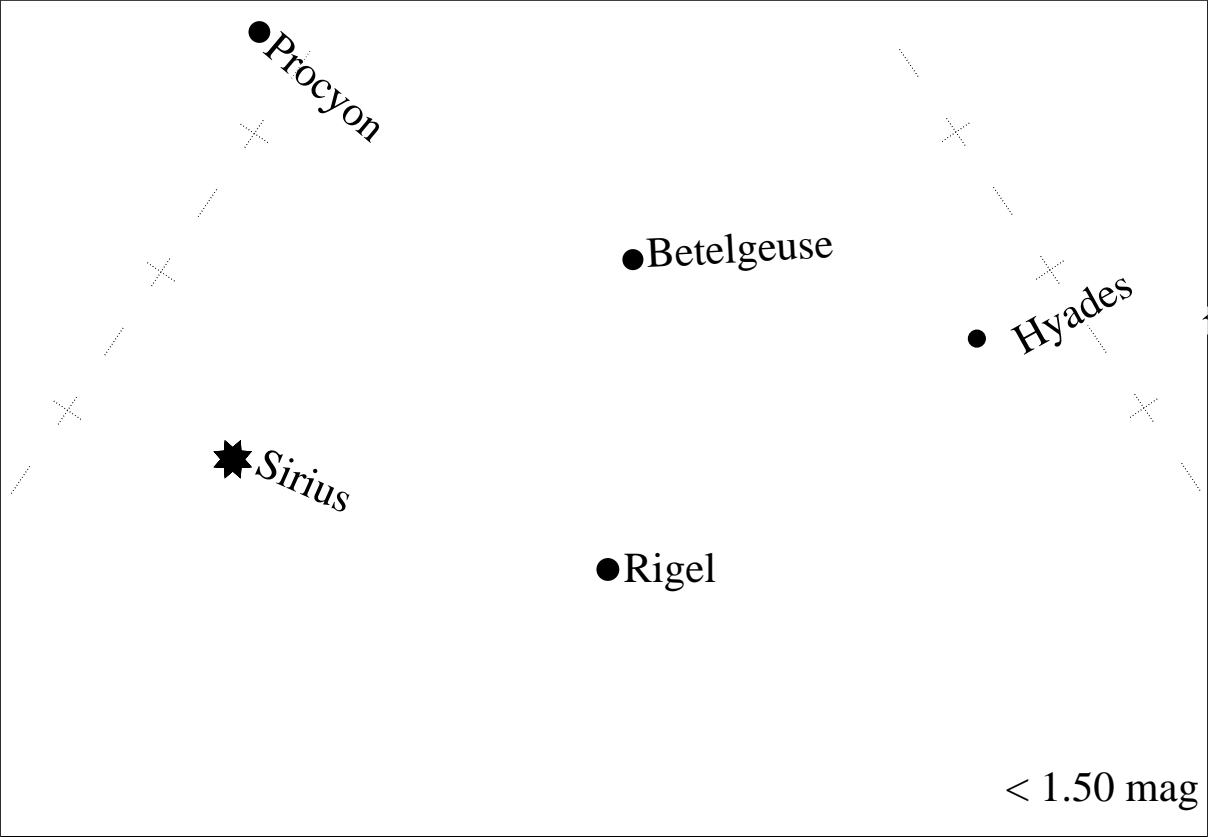 Procyon
Betelgeuse
Hyades
Sirius
Rigel
< 1.50 mag